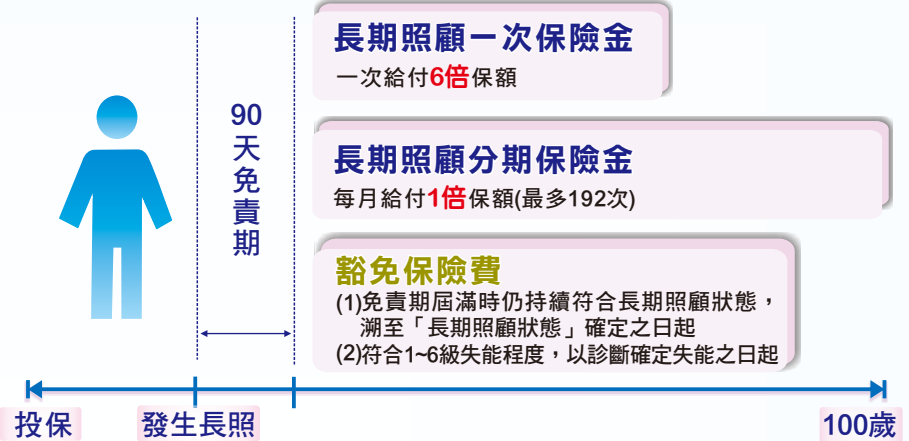 長期照顧一次保險金
一次給付6倍保額
90天免責期
長期照顧分期保險金
每月給付1倍保額(最多192次)
豁免保險費
(1)免責期屆滿時仍持續符合長期照顧狀態，
溯至「長期照顧狀態」確定之日起
(2)符合1~6級失能程度，以診斷確定失能之日起
投保
發生長照
100歲